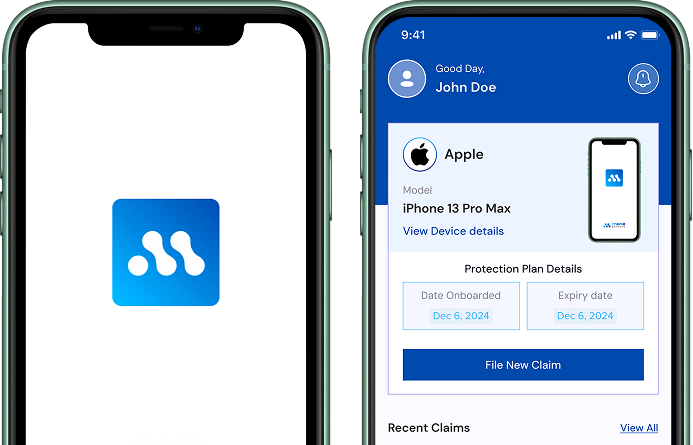 9:41
Good Day,
John Doe
Apple
Model
iPhone 13 Pro Max
View Device details
Protection Plan Details
Date Onboarded
Dec 6, 2024
Expiry date
Dec 6, 2024
File New Claim
Recent Claims
View All